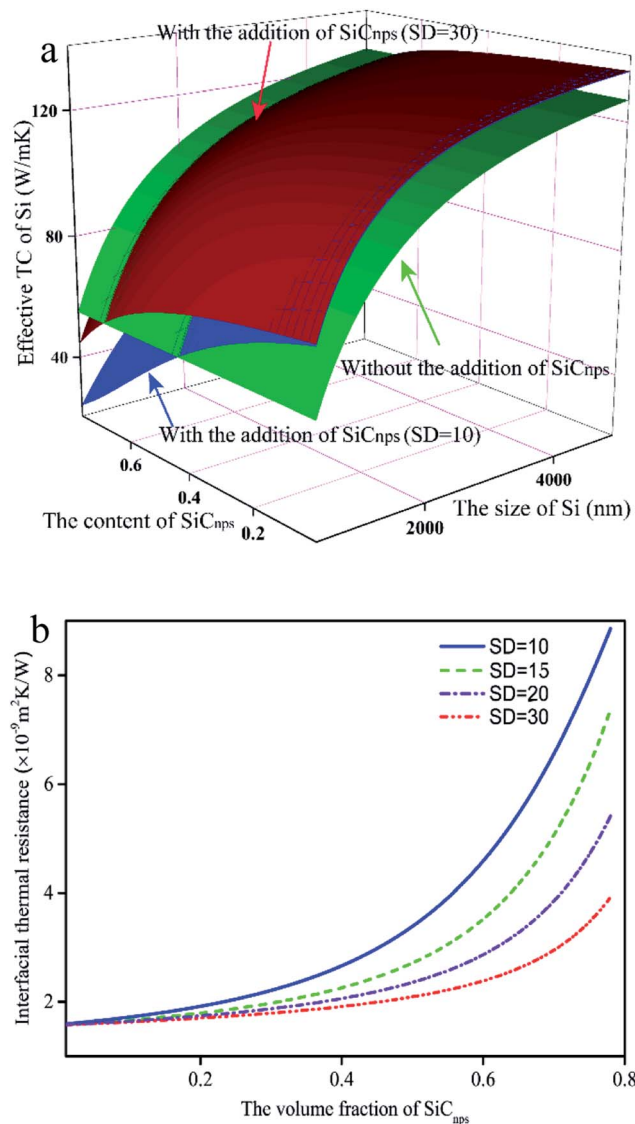 a
With the addition of SiCnps (SD=30)
120
80
40
Effective TC of Si (W/mK)
Without the addition of SiCnps
With the addition of SiCnps (SD=10)
0.6
0.4
0.2
The content of SiCnps
2000
4000
The size of Si (nm)
b
SD=10
SD=15
SD=20
SD=30
8
6
4
2
Interfacial thermal resistance (×10⁻⁹m²K/W)
0.2
0.4
0.6
0.8
The volume fraction of SiCnps